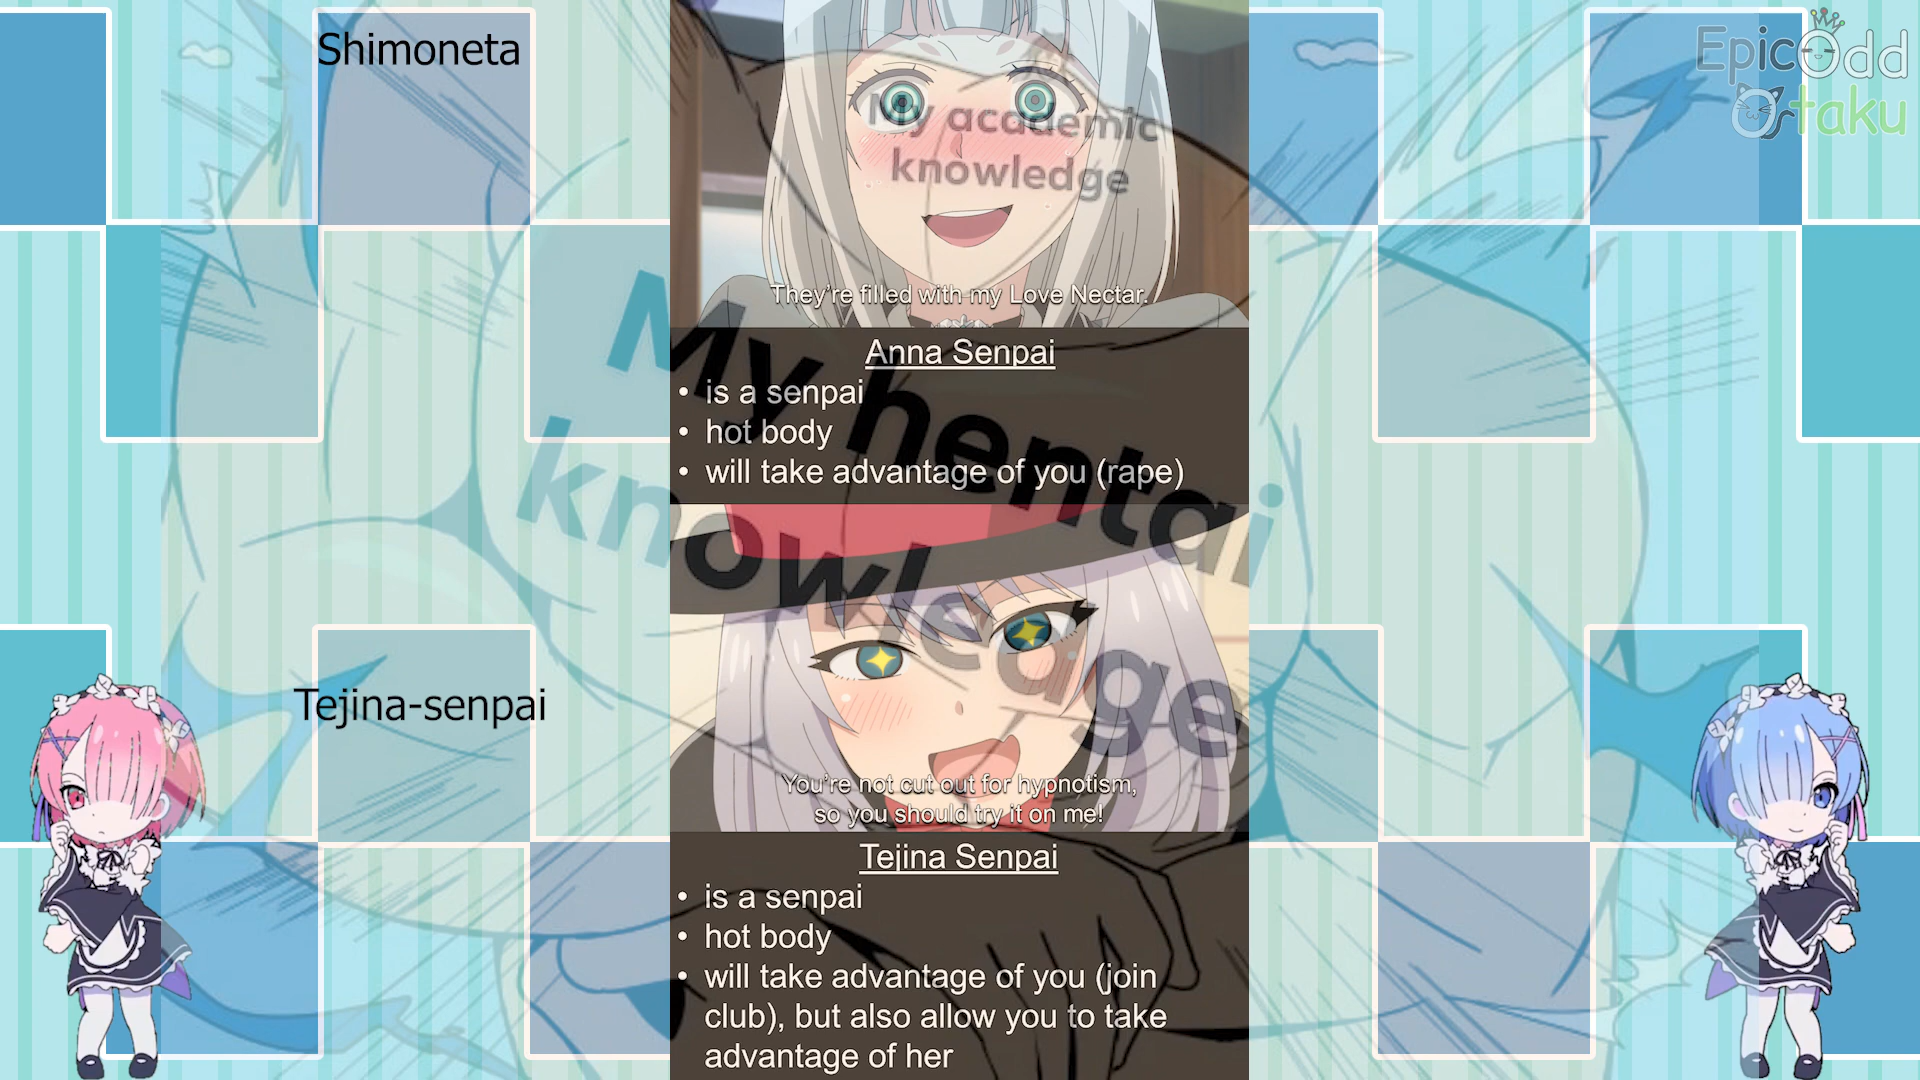 Shimoneta
EpicOdd
Otaku
My academic
knowledge
They're filled with my Love Nectar.
Anna Senpai
• is a senpai
• hot body
• will take advantage of you (rape)
My hentai
knowledge
Tejina-senpai
You're not cut out for hypnotism,
so you should try it on me!
Tejina Senpai
• is a senpai
• hot body
• will take advantage of you (join
club), but also allow you to take
advantage of her